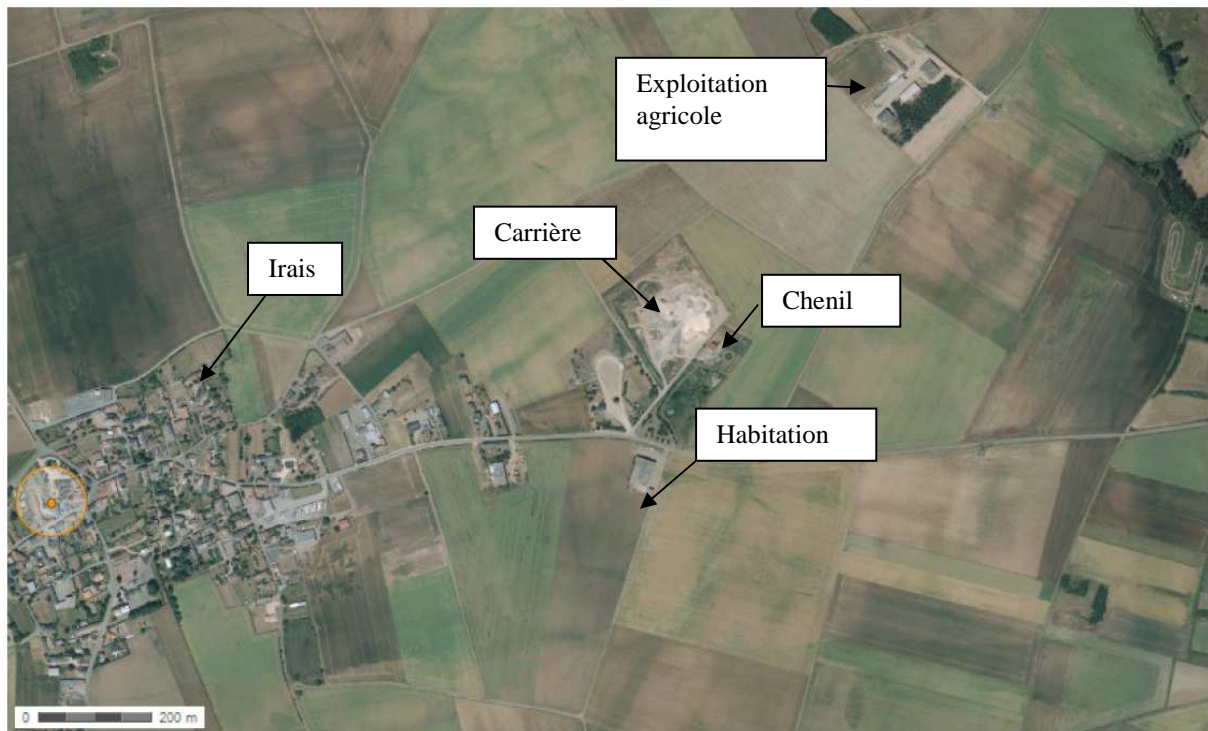 Exploitation
agricole
Carrière
Irais
Chenil
Habitation
0 200 m